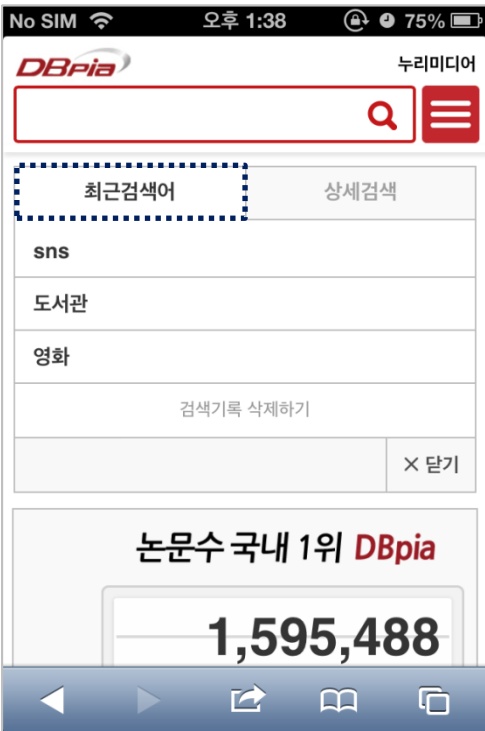 No SIM 오후 1:38 75%
DBpia 누리미디어
최근검색어 상세검색
sns
도서관
영화
검색기록 삭제하기
× 닫기
논문수 국내 1위 DBpia
1,595,488